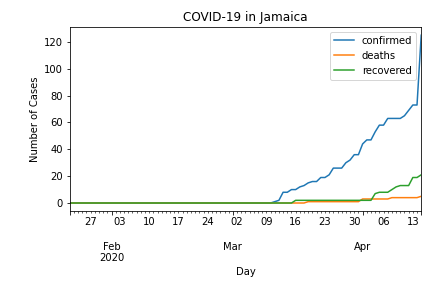 COVID-19 in Jamaica
confirmed
deaths
recovered
Number of Cases
120
100
80
60
40
20
0
27 03 10 17 24 02 09 16 23 30 06 13
Feb Mar Apr
2020
Day